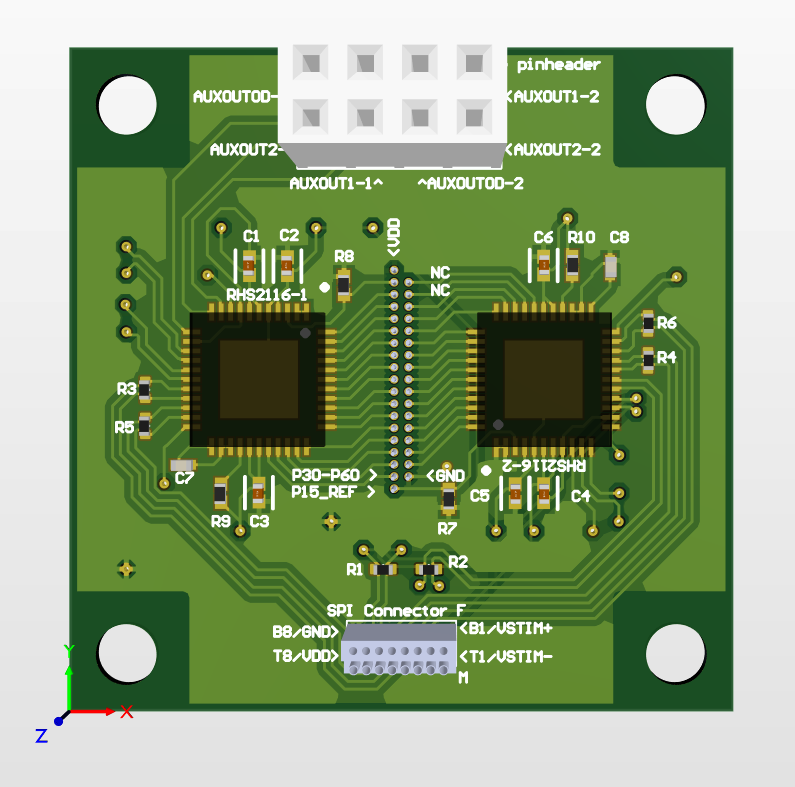 pinheader
AUXOUT0D-
<AUXOUT1-2
AUXOUT2-
<AUXOUT2-2
AUXOUT1-1^
^AUXOUT0D-2
<VDD
C1
C2
C6
R10
C8
R8
NC
NC
RHS2116-1
R6
R4
R3
R5
RHS2116-2
C7
P30-P60 >
<GND
P15_REF >
C5
C4
R9
C3
R7
R1
R2
SPI Connector F
B8/GND>
<B1/VSTIM+
T8/VDD>
<T1/VSTIM-
M
Y
X
Z